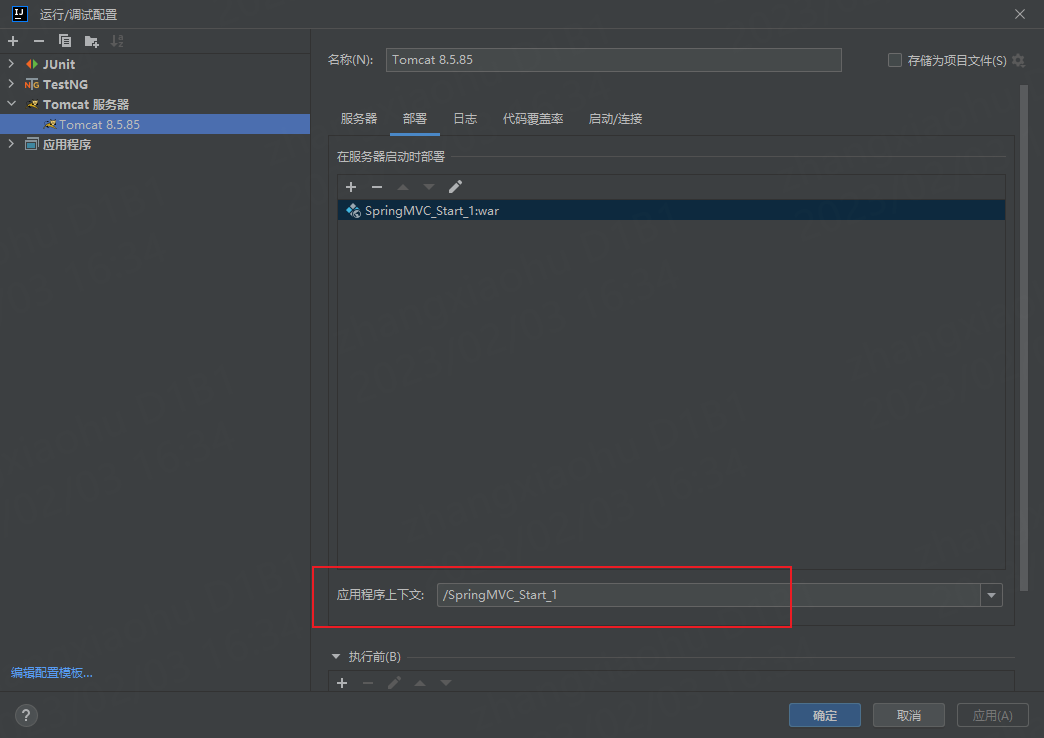 运行/调试配置
JUnit
TestNG
Tomcat 服务器
Tomcat 8.5.85
应用程序
编辑配置模板...
名称(N): Tomcat 8.5.85 存储为项目文件(S)
服务器 部署 日志 代码覆盖率 启动/连接
在服务器启动时部署
SpringMVC_Start_1:war
应用程序上下文: /SpringMVC_Start_1
执行前(B)
确定 取消 应用(A)